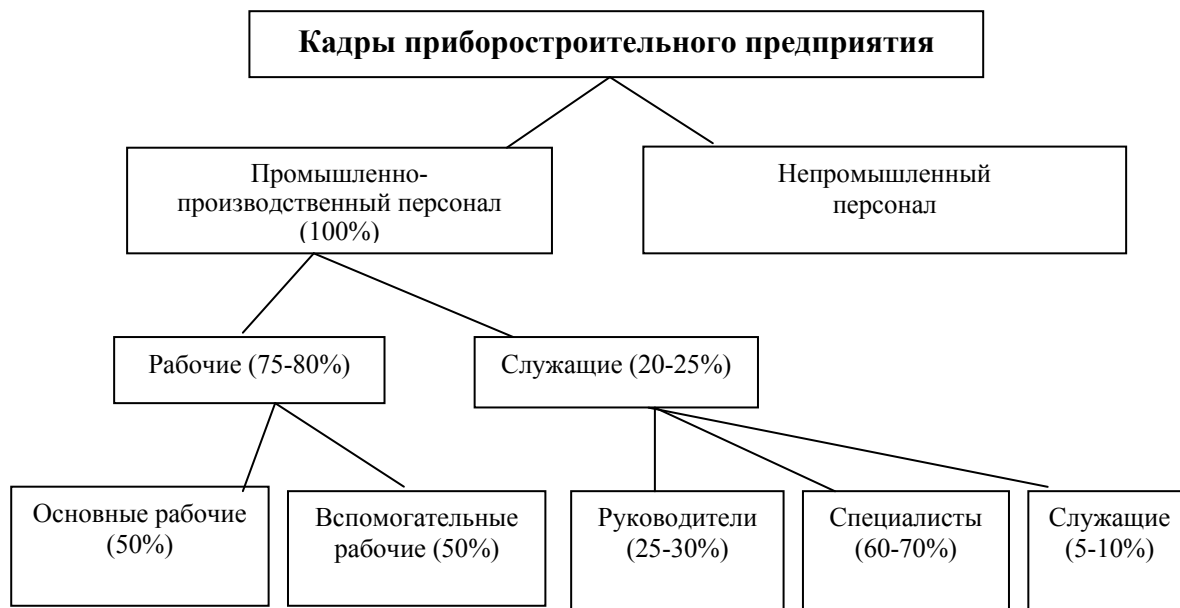 Кадры приборостроительного предприятия
Промышленно-
производственный персонал
(100%)
Непромышленный
персонал
Рабочие (75-80%)
Служащие (20-25%)
Основные рабочие
(50%)
Вспомогательные
рабочие (50%)
Руководители
(25-30%)
Специалисты
(60-70%)
Служащие
(5-10%)